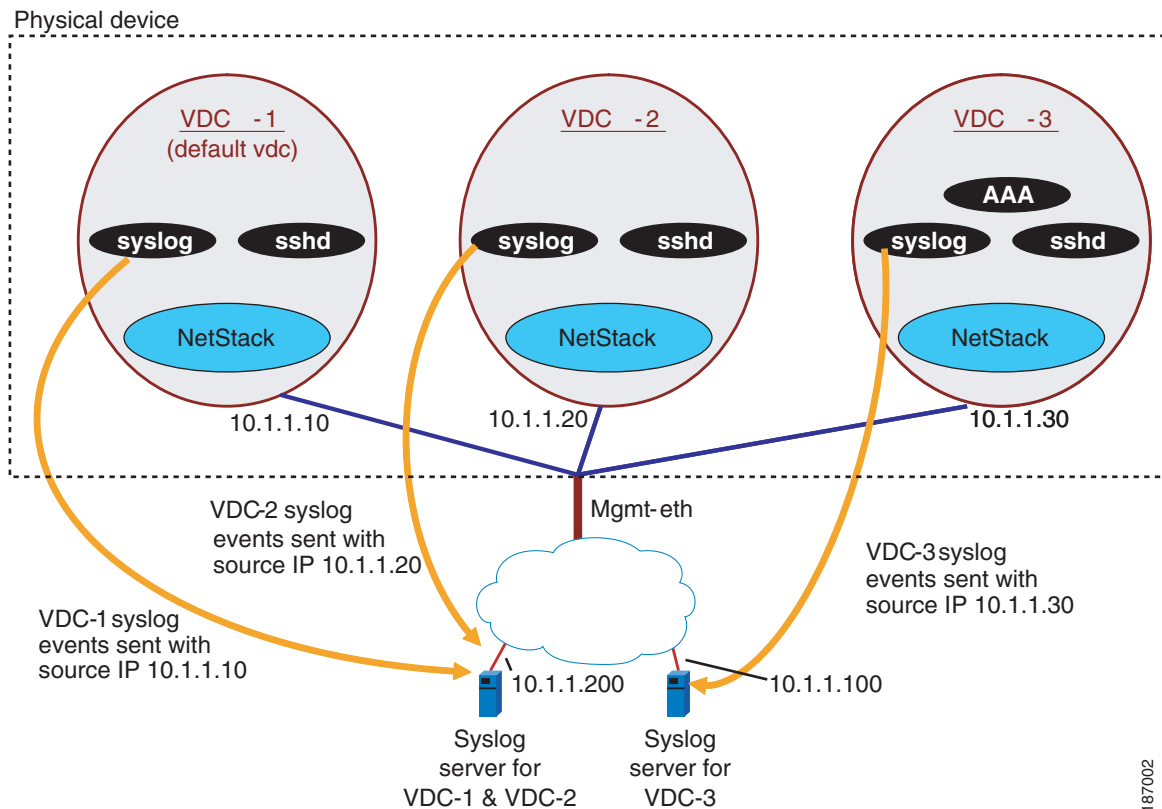 Physical device
VDC -1
(default vdc)
syslog
sshd
NetStack
VDC -2
syslog
sshd
NetStack
VDC -3
AAA
syslog
sshd
NetStack
10.1.1.10
10.1.1.20
10.1.1.30
Mgmt-eth
VDC-2 syslog
events sent with
source IP 10.1.1.20
VDC-3 syslog
events sent with
source IP 10.1.1.30
VDC-1 syslog
events sent with
source IP 10.1.1.10
10.1.1.200
10.1.1.100
Syslog
server for
VDC-1 & VDC-2
Syslog
server for
VDC-3
187002